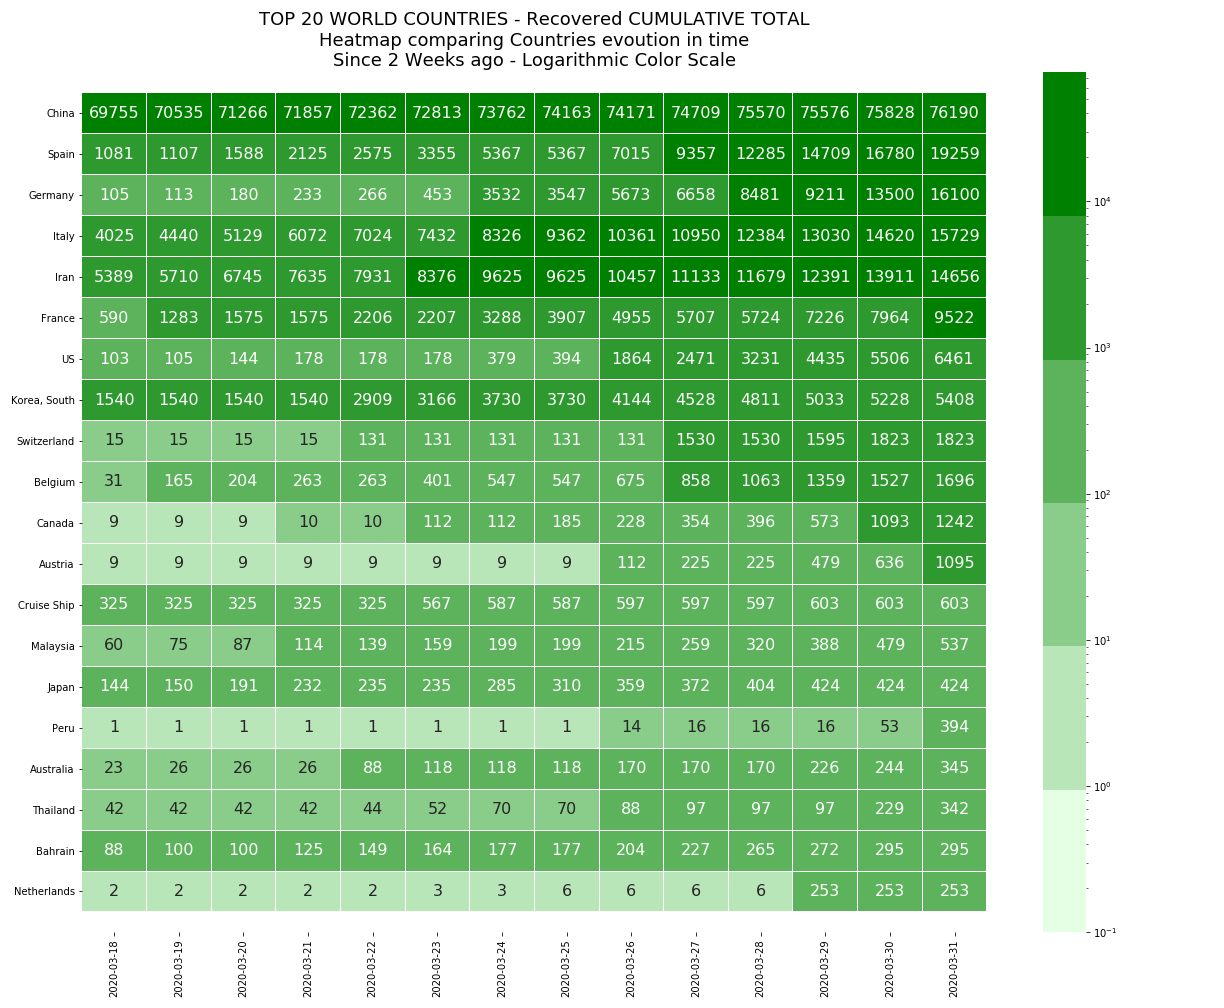 TOP 20 WORLD COUNTRIES - Recovered CUMULATIVE TOTAL
Heatmap comparing Countries evoution in time
Since 2 Weeks ago - Logarithmic Color Scale
China 69755 70535 71266 71857 72362 72813 73762 74163 74171 74709 75570 75576 75828 76190
Spain 1081 1107 1588 2125 2575 3355 5367 5367 7015 9357 12285 14709 16780 19259
Germany 105 113 180 233 266 453 3532 3547 5673 6658 8481 9211 13500 16100
Italy 4025 4440 5129 6072 7024 7432 8326 9362 10361 10950 12384 13030 14620 15729
Iran 5389 5710 6745 7635 7931 8376 9625 9625 10457 11133 11679 12391 13911 14656
France 590 1283 1575 1575 2206 2207 3288 3907 4955 5707 5724 7226 7964 9522
US 103 105 144 178 178 178 379 394 1864 2471 3231 4435 5506 6461
Korea, South 1540 1540 1540 1540 2909 3166 3730 3730 4144 4528 4811 5033 5228 5408
Switzerland 15 15 15 15 131 131 131 131 131 1530 1530 1595 1823 1823
Belgium 31 165 204 263 263 401 547 547 675 858 1063 1359 1527 1696
Canada 9 9 9 10 10 112 112 185 228 354 396 573 1093 1242
Austria 9 9 9 9 9 9 9 9 112 225 225 479 636 1095
Cruise Ship 325 325 325 325 325 567 587 587 597 597 597 603 603 603
Malaysia 60 75 87 114 139 159 199 199 215 259 320 388 479 537
Japan 144 150 191 232 235 235 285 310 359 372 404 424 424 424
Peru 1 1 1 1 1 1 1 1 14 16 16 16 53 394
Australia 23 26 26 26 88 118 118 118 170 170 170 226 244 345
Thailand 42 42 42 42 44 52 70 70 88 97 97 97 229 342
Bahrain 88 100 100 125 149 164 177 177 204 227 265 272 295 295
Netherlands 2 2 2 2 2 3 3 6 6 6 6 253 253 253
2020-03-18 2020-03-19 2020-03-20 2020-03-21 2020-03-22 2020-03-23 2020-03-24 2020-03-25 2020-03-26 2020-03-27 2020-03-28 2020-03-29 2020-03-30 2020-03-31
10⁴
10³
10²
10¹
10⁰
10⁻¹